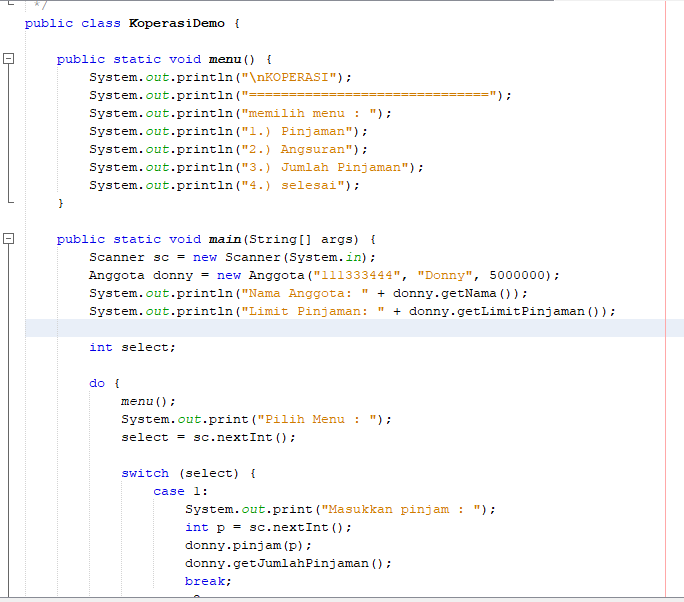 */
public class KoperasiDemo {
public static void menu() {
System.out.println("\nKOPERASI");
System.out.println("==============================");
System.out.println("memilih menu : ");
System.out.println("1.) Pinjaman");
System.out.println("2.) Angsuran");
System.out.println("3.) Jumlah Pinjaman");
System.out.println("4.) selesai");
}
public static void main(String[] args) {
Scanner sc = new Scanner(System.in);
Anggota donny = new Anggota("111333444", "Donny", 5000000);
System.out.println("Nama Anggota: " + donny.getNama());
System.out.println("Limit Pinjaman: " + donny.getLimitPinjaman());
int select;
do {
menu();
System.out.print("Pilih Menu : ");
select = sc.nextInt();
switch (select) {
case 1:
System.out.print("Masukkan pinjam : ");
int p = sc.nextInt();
donny.pinjam(p);
donny.getJumlahPinjaman();
break;